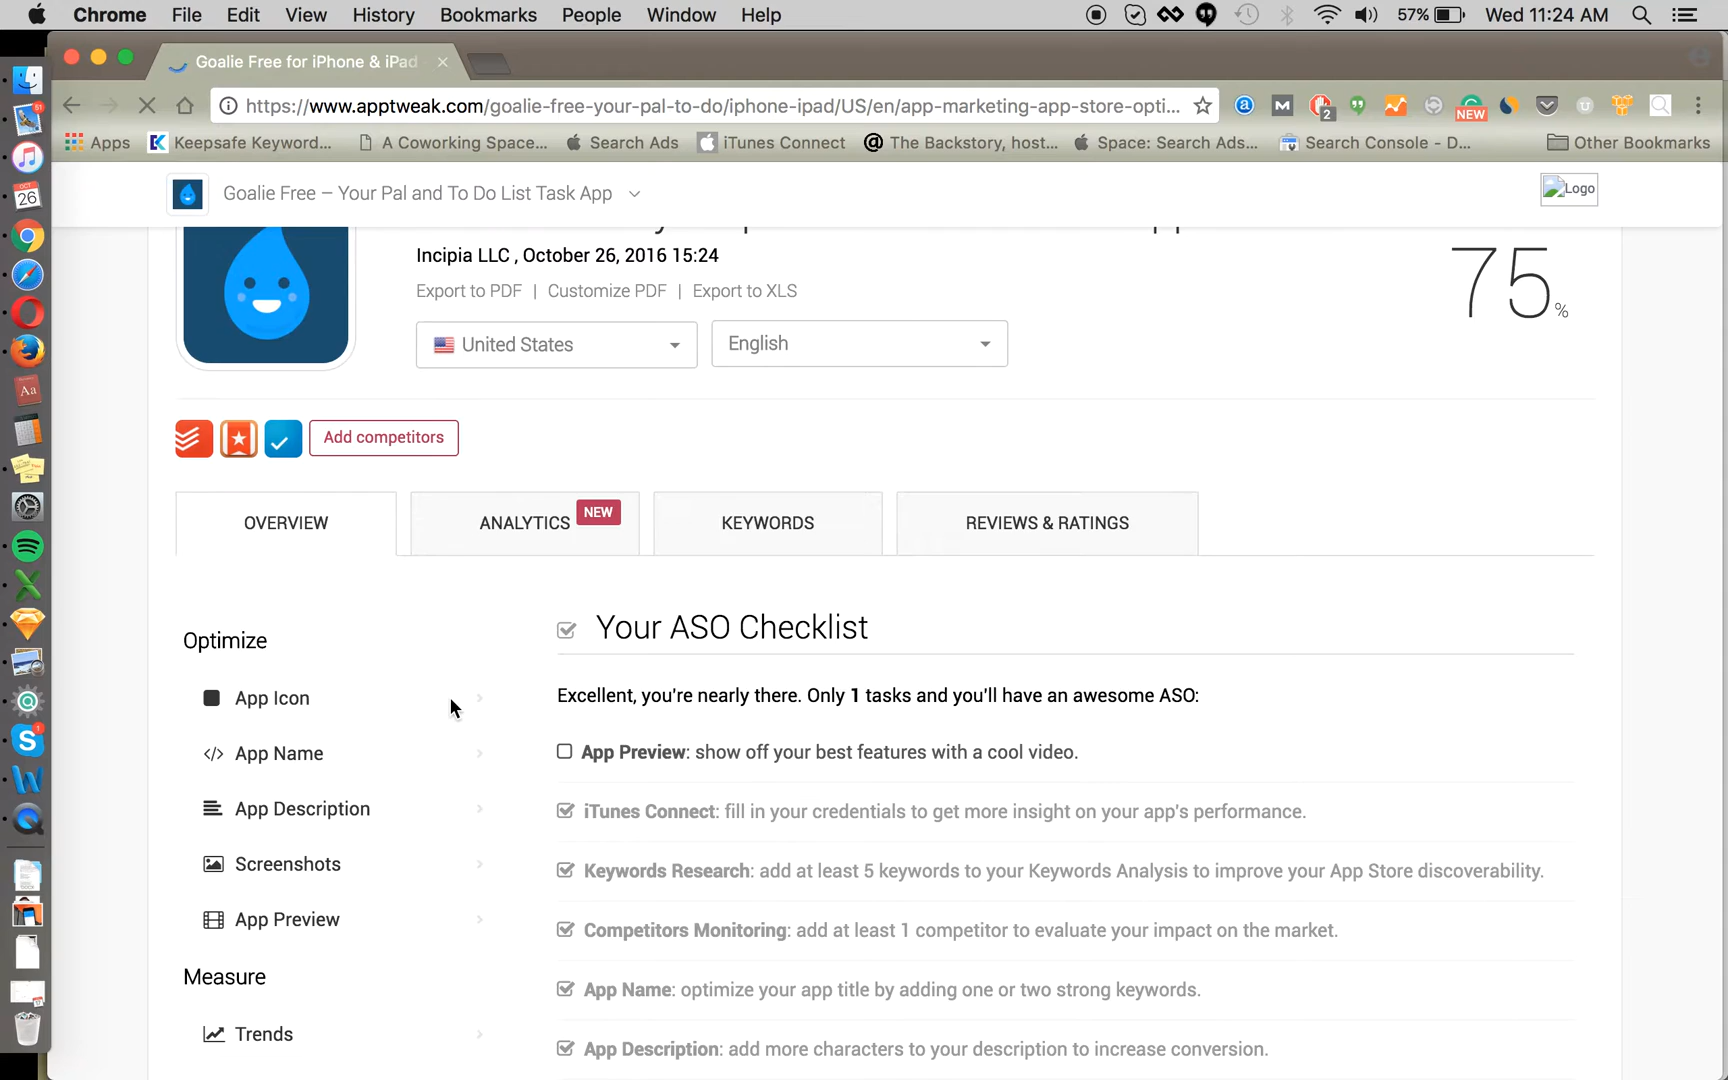 Chrome File Edit View History Bookmarks People Window Help 57% Wed 11:24 AM
Goalie Free for iPhone & iPad
https://www.apptweak.com/goalie-free-your-pal-to-do/iphone-ipad/US/en/app-marketing-app-store-opti... 2 NEW
Apps Keepsafe Keyword... A Coworking Space... Search Ads iTunes Connect The Backstory, host... Space: Search Ads... Search Console - D... Other Bookmarks
Goalie Free – Your Pal and To Do List Task App Logo
Incipia LLC , October 26, 2016 15:24
75 %
Export to PDF | Customize PDF | Export to XLS
United States English
Add competitors
OVERVIEW ANALYTICS NEW KEYWORDS REVIEWS & RATINGS
Your ASO Checklist
Optimize
App Icon
App Name
App Description
Screenshots
App Preview
Measure
Trends
Excellent, you're nearly there. Only 1 tasks and you'll have an awesome ASO:
App Preview: show off your best features with a cool video.
iTunes Connect: fill in your credentials to get more insight on your app's performance.
Keywords Research: add at least 5 keywords to your Keywords Analysis to improve your App Store discoverability.
Competitors Monitoring: add at least 1 competitor to evaluate your impact on the market.
App Name: optimize your app title by adding one or two strong keywords.
App Description: add more characters to your description to increase conversion.
51
OCT
26
Aa
S
1
W